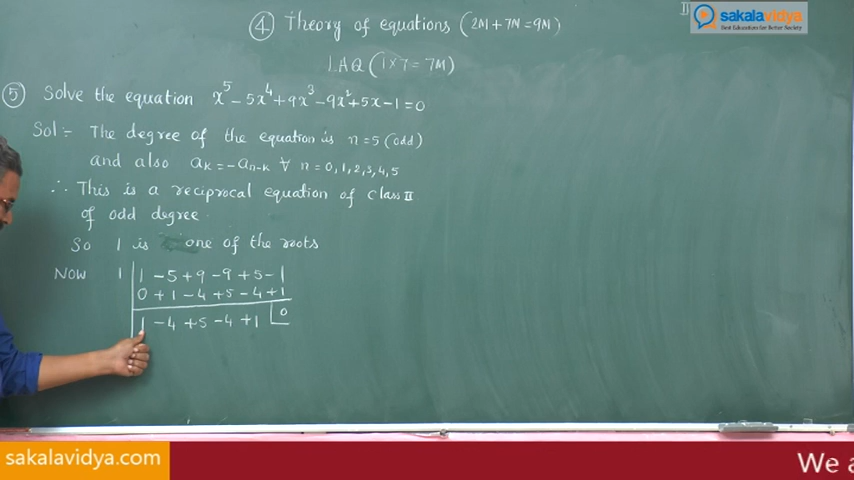 ④ Theory of equations (2M + 7M = 9M)
II
sakalavidya
Best Education for Better Society
LAQ (1×7 = 7M)
⑤ Solve the equation x⁵ - 5x⁴ + 9x³ - 9x² + 5x - 1 = 0
Sol:- The degree of the equation is n = 5 (odd)
and also aₖ = -aₙ₋ₖ ∀ n = 0, 1, 2, 3, 4, 5
∴ This is a reciprocal equation of class II
of odd degree.
So 1 is one of the roots
Now 1 | 1 - 5 + 9 - 9 + 5 - 1
0 + 1 - 4 + 5 - 4 + 1
1 - 4 + 5 - 4 + 1 | 0
sakalavidya.com
We a